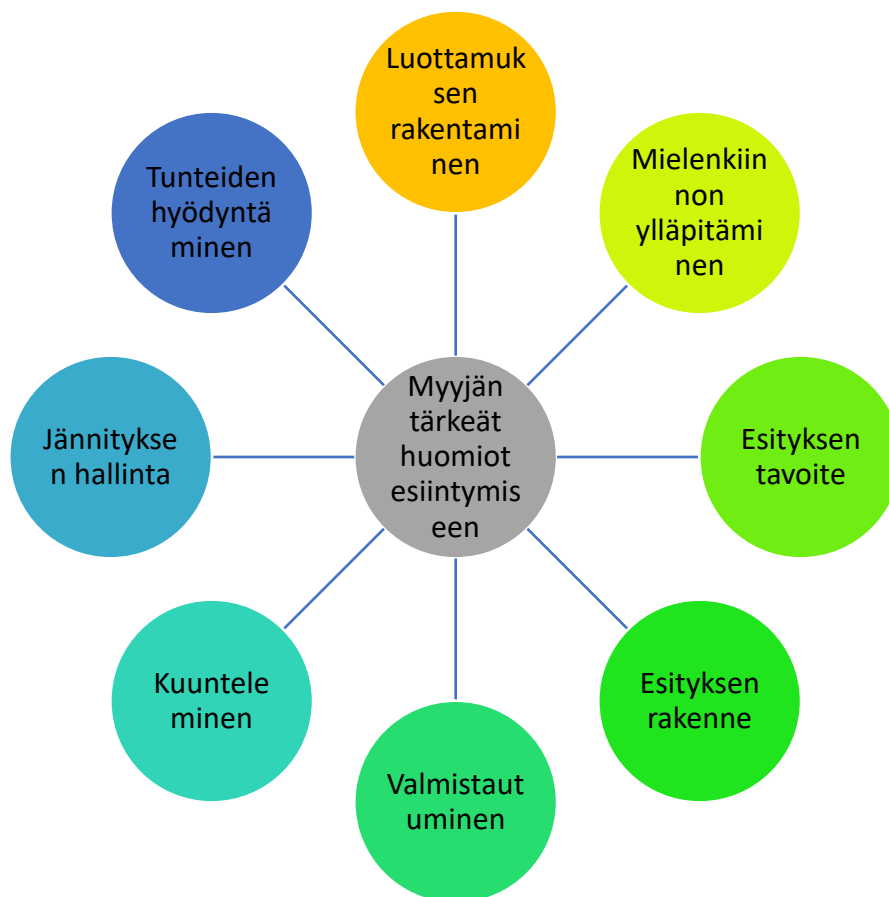 Luottamuk
sen
rakentami
nen
Mielenkiin
non
ylläpitämi
nen
Esityksen
tavoite
Esityksen
rakenne
Valmistaut
uminen
Kuuntele
minen
Jännitykse
n hallinta
Tunteiden
hyödyntä
minen
Myyjän
tärkeät
huomiot
esiintymis
een